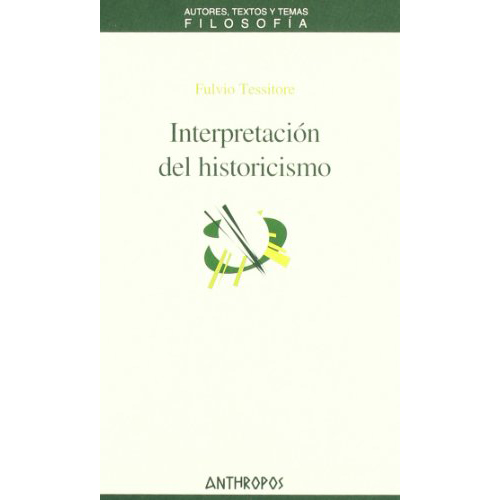 AUTORES, TEXTOS Y TEMAS
FILOSOFÍA
Fulvio Tessitore
Interpretación
del historicismo
ANTHROPOS